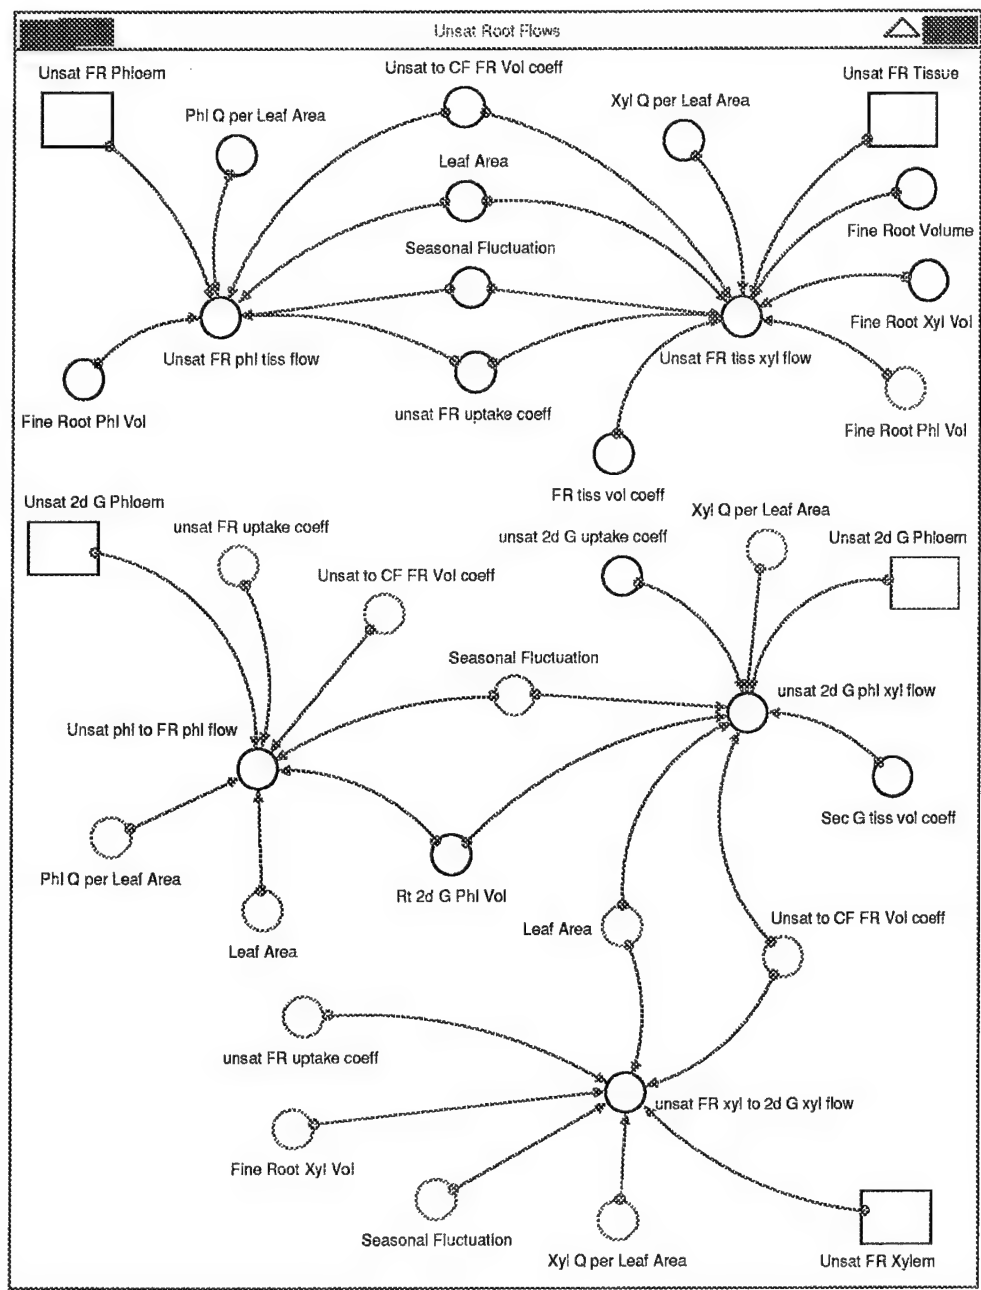 Unsat Root Flows
Unsat FR Phloem
Unsat to CF FR Vol coeff
Unsat FR Tissue
Phl Q per Leaf Area
Xyl Q per Leaf Area
Leaf Area
Fine Root Volume
Seasonal Fluctuation
Fine Root Xyl Vol
Unsat FR phl tiss flow
Unsat FR tiss xyl flow
Fine Root Phl Vol
unsat FR uptake coeff
Fine Root Phl Vol
FR tiss vol coeff
Unsat 2d G Phloem
unsat FR uptake coeff
Xyl Q per Leaf Area
unsat 2d G uptake coeff
Unsat 2d G Phloem
Unsat to CF FR Vol coeff
Seasonal Fluctuation
unsat 2d G phl xyl flow
Unsat phl to FR phl flow
Sec G tiss vol coeff
Phl Q per Leaf Area
Rt 2d G Phl Vol
Leaf Area
Unsat to CF FR Vol coeff
Leaf Area
unsat FR uptake coeff
unsat FR xyl to 2d G xyl flow
Fine Root Xyl Vol
Seasonal Fluctuation
Xyl Q per Leaf Area
Unsat FR Xylem